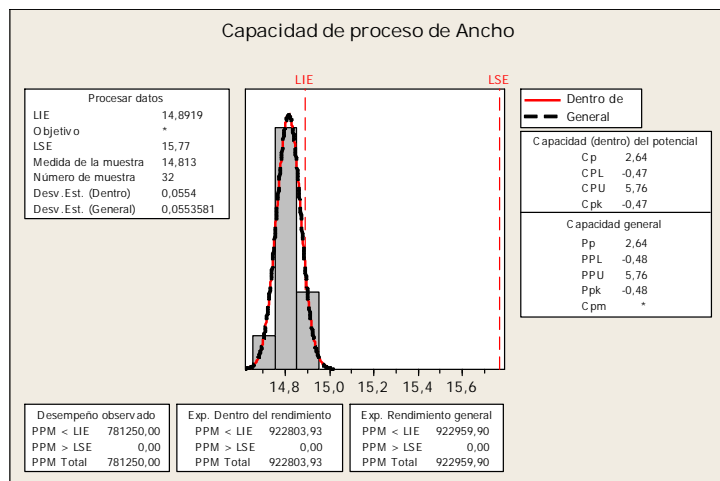 Capacidad de proceso de Ancho
LIE
LSE
Procesar datos
LIE 14,8919
Objetivo *
LSE 15,77
Medida de la muestra 14,813
Número de muestra 32
Desv.Est. (Dentro) 0,0554
Desv.Est. (General) 0,0553581
Dentro de
General
Capacidad (dentro) del potencial
Cp 2,64
CPL -0,47
CPU 5,76
Cpk -0,47
Capacidad general
Pp 2,64
PPL -0,48
PPU 5,76
Ppk -0,48
Cpm *
14,8 15,0 15,2 15,4 15,6
Desempeño observado
PPM < LIE 781250,00
PPM > LSE 0,00
PPM Total 781250,00
Exp. Dentro del rendimiento
PPM < LIE 922803,93
PPM > LSE 0,00
PPM Total 922803,93
Exp. Rendimiento general
PPM < LIE 922959,90
PPM > LSE 0,00
PPM Total 922959,90